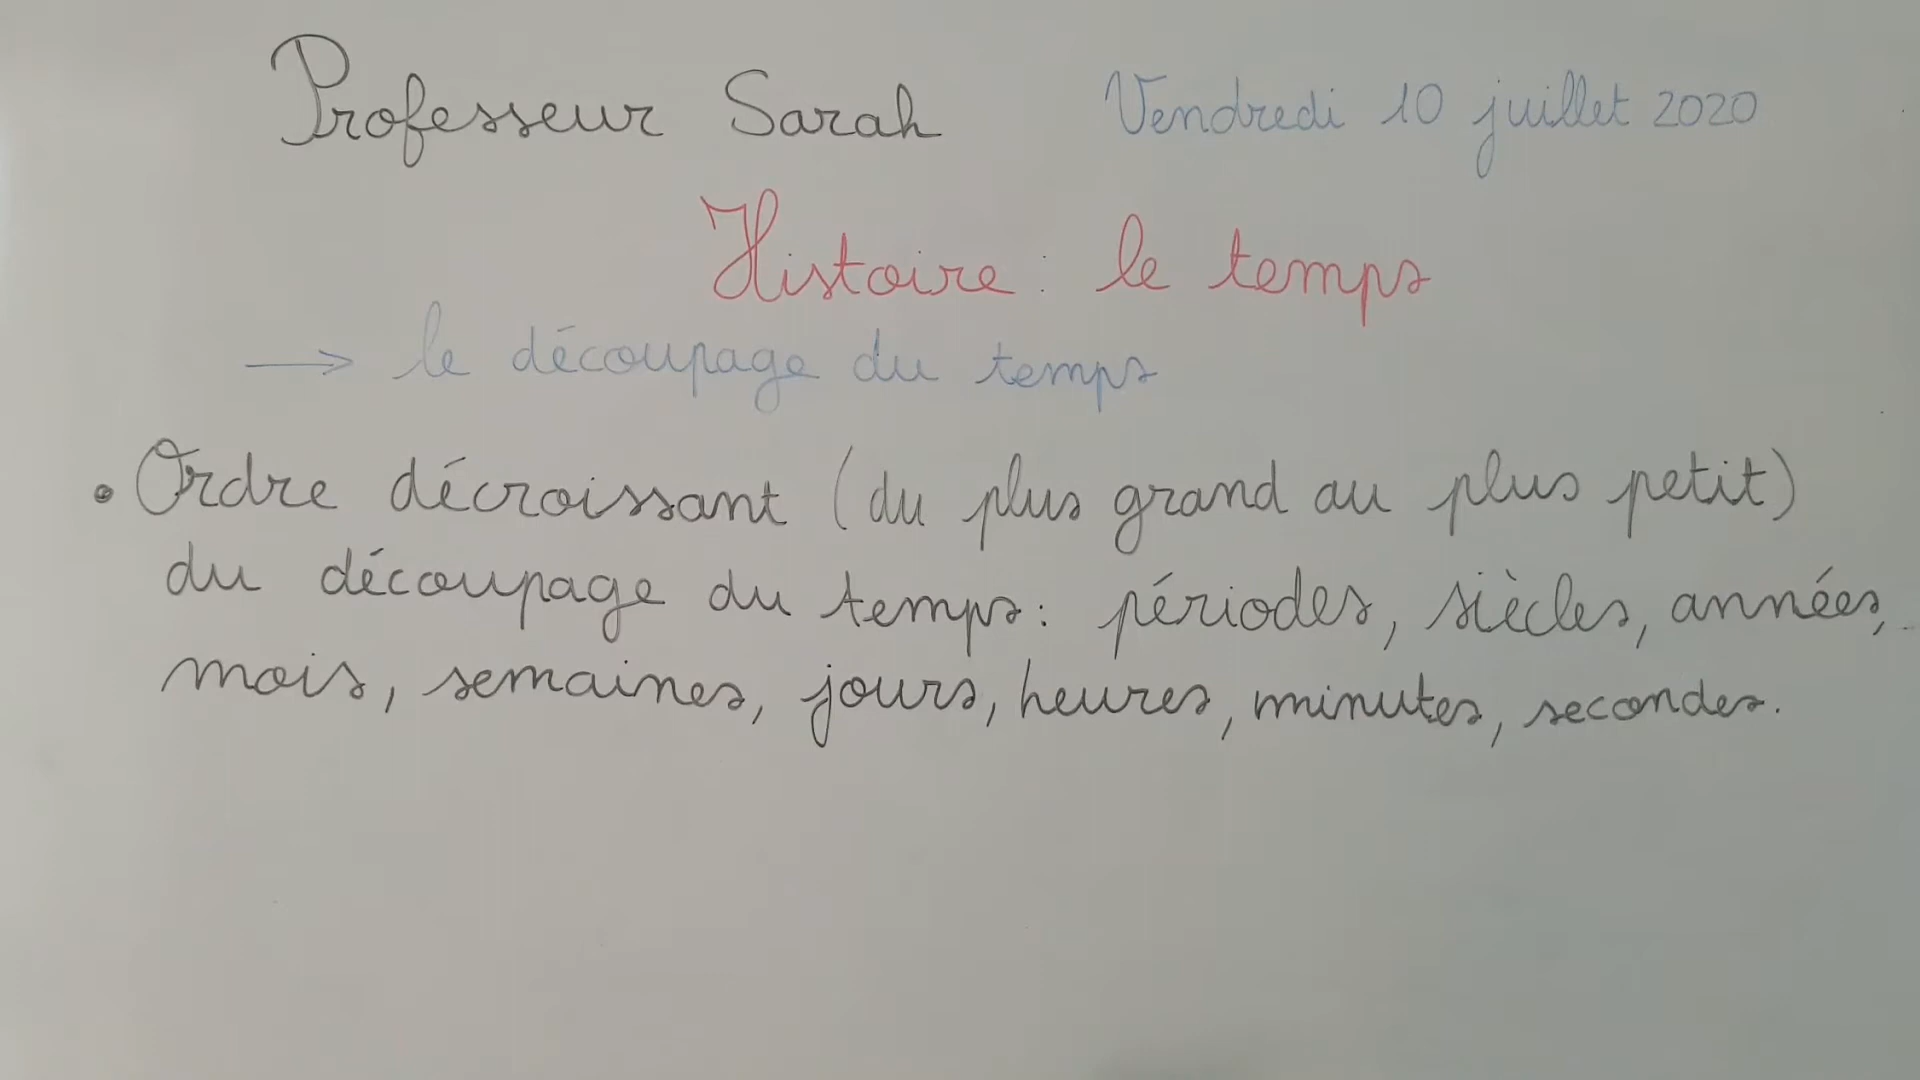 Professeur Sarah Vendredi 10 juillet 2020
Histoire : le temps
→ le découpage du temps
• Ordre décroissant (du plus grand au plus petit)
du découpage du temps : périodes, siècles, années,
mois, semaines, jours, heures, minutes, secondes.